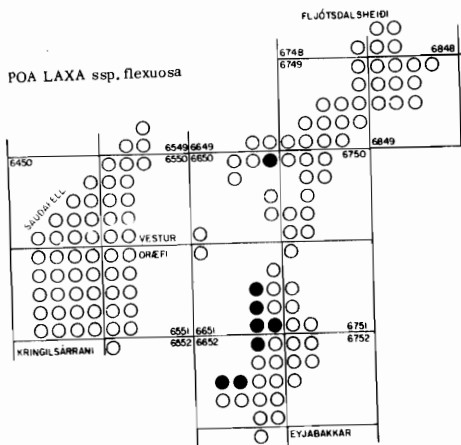 FLJÓTSDALSHEIÐI
6748 6848
6749
POA LAXA ssp. flexuosa
6849
6549 6649
6450 6550 6650 6750
SAUÐAFELL
VESTUR
ÖRÆFI
6551 6651 6751
KRINGILSÁRRANI 6552 6652 6752
EYJABAKKAR